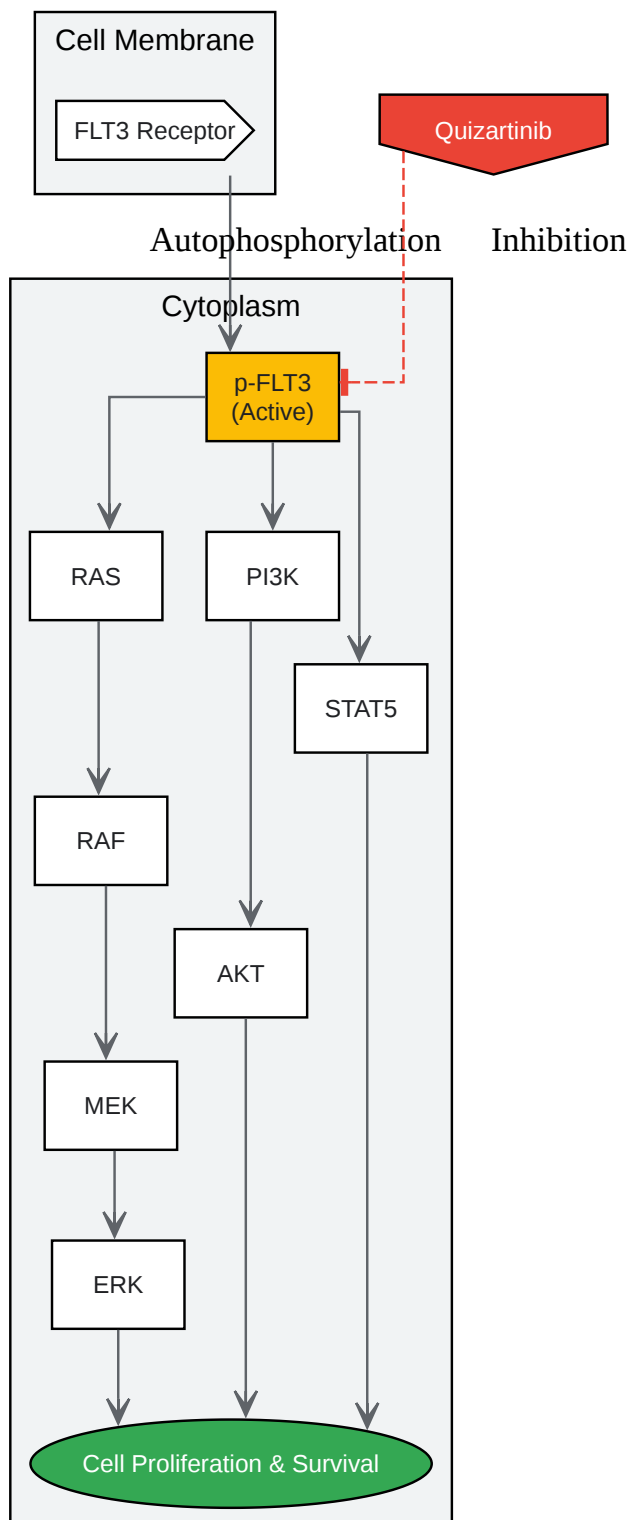 Cell Membrane
FLT3 Receptor
Quizartinib
Autophosphorylation
Inhibition
Cytoplasm
p-FLT3
(Active)
RAS
PI3K
STAT5
RAF
AKT
MEK
ERK
Cell Proliferation & Survival